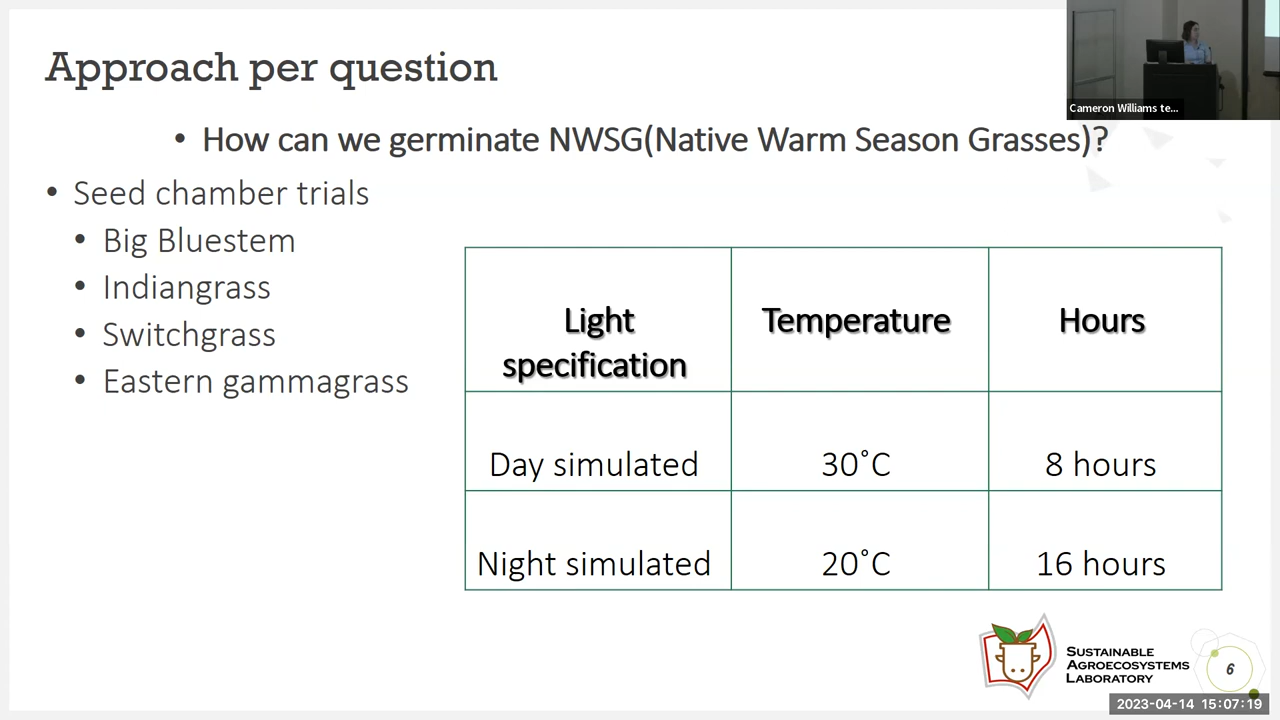 Approach per question
Cameron Williams te...
• How can we germinate NWSG(Native Warm Season Grasses)?
• Seed chamber trials
• Big Bluestem
• Indiangrass
• Switchgrass
• Eastern gammagrass
Light specification Temperature Hours
Day simulated 30°C 8 hours
Night simulated 20°C 16 hours
SUSTAINABLE
AGROECOSYSTEMS
LABORATORY
6
2023-04-14 15:07:19